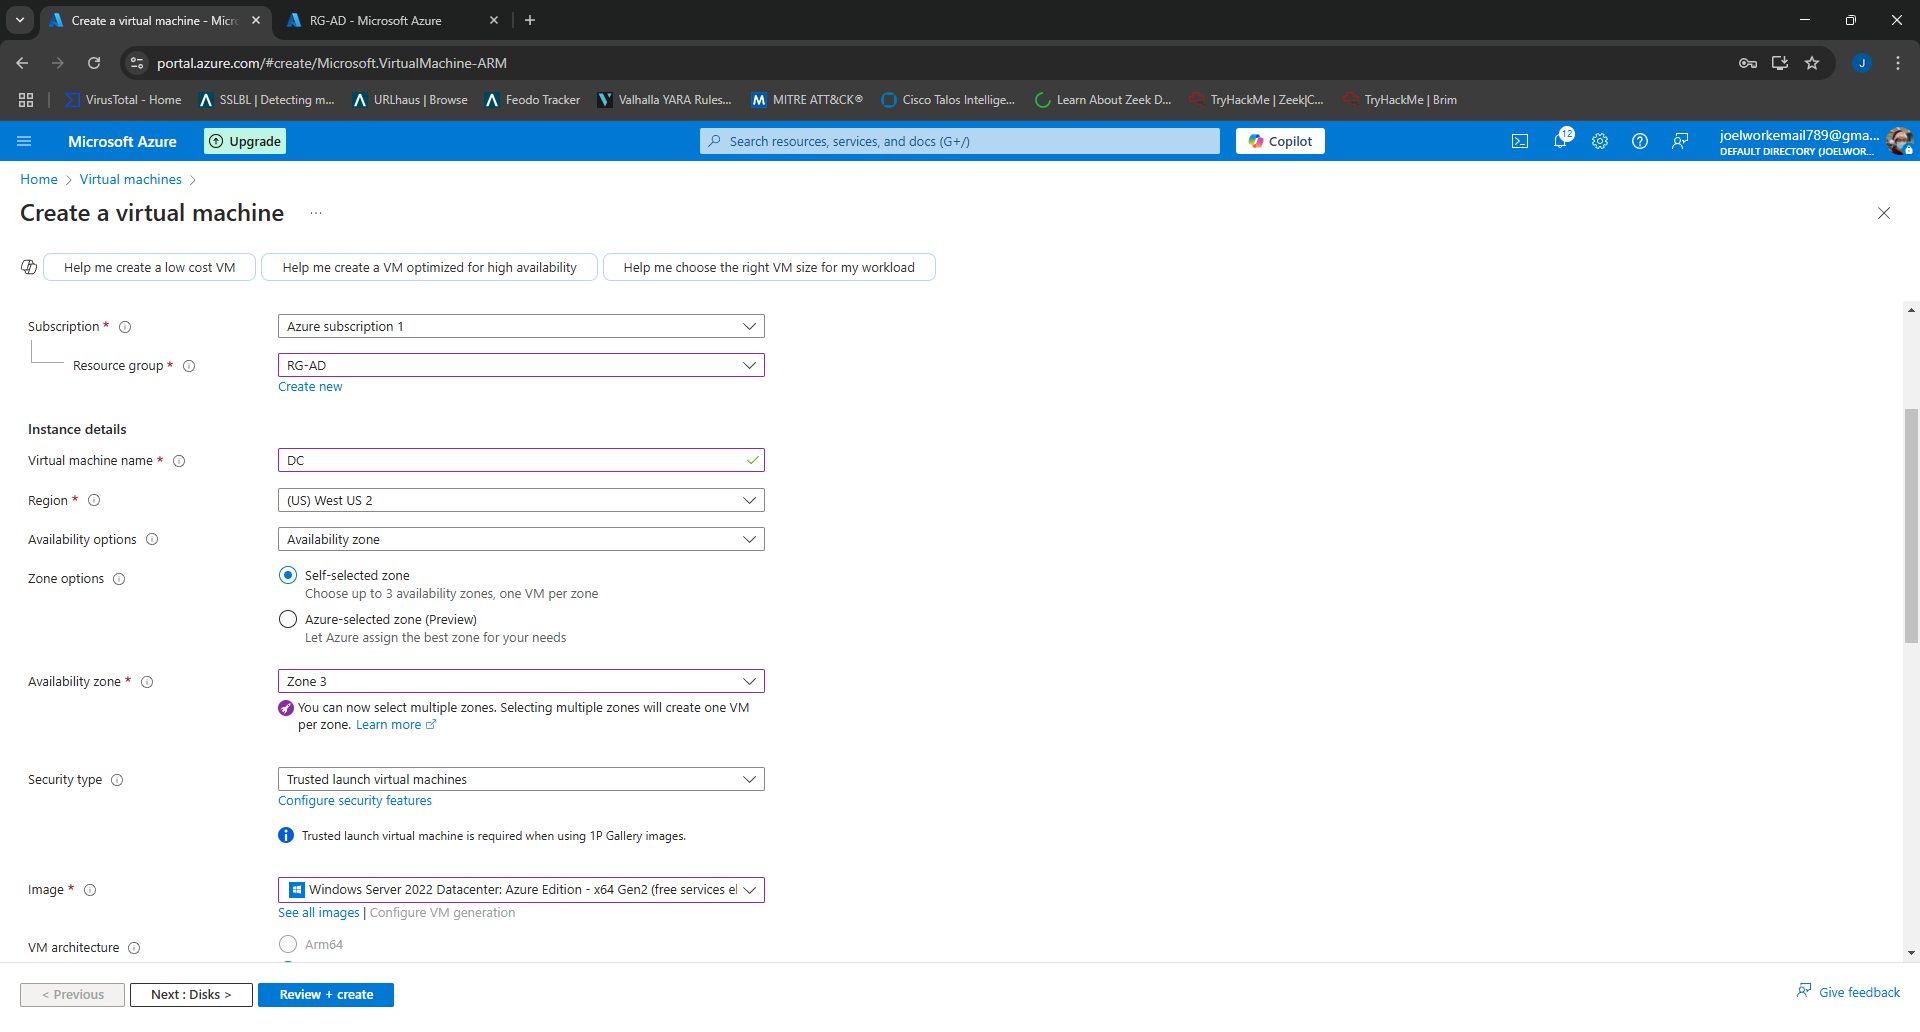 Create a virtual machine - Micr
RG-AD - Microsoft Azure
portal.azure.com/#create/Microsoft.VirtualMachine-ARM
J
VirusTotal - Home
SSLBL | Detecting m...
URLhaus | Browse
Feodo Tracker
Valhalla YARA Rules...
MITRE ATT&CK®
Cisco Talos Intellige...
Learn About Zeek D...
TryHackMe | Zeek|C...
TryHackMe | Brim
Microsoft Azure
Upgrade
Search resources, services, and docs (G+/)
Copilot
12
joelworkemail789@gma...
DEFAULT DIRECTORY (JOELWOR...
Home > Virtual machines >
Create a virtual machine ...
Help me create a low cost VM
Help me create a VM optimized for high availability
Help me choose the right VM size for my workload
Subscription *
Azure subscription 1
Resource group *
RG-AD
Create new
Instance details
Virtual machine name *
DC
Region *
(US) West US 2
Availability options
Availability zone
Zone options
Self-selected zone
Choose up to 3 availability zones, one VM per zone
Azure-selected zone (Preview)
Let Azure assign the best zone for your needs
Availability zone *
Zone 3
You can now select multiple zones. Selecting multiple zones will create one VM
per zone. Learn more
Security type
Trusted launch virtual machines
Configure security features
Trusted launch virtual machine is required when using 1P Gallery images.
Image *
Windows Server 2022 Datacenter: Azure Edition - x64 Gen2 (free services el
See all images | Configure VM generation
VM architecture
Arm64
< Previous
Next : Disks >
Review + create
Give feedback